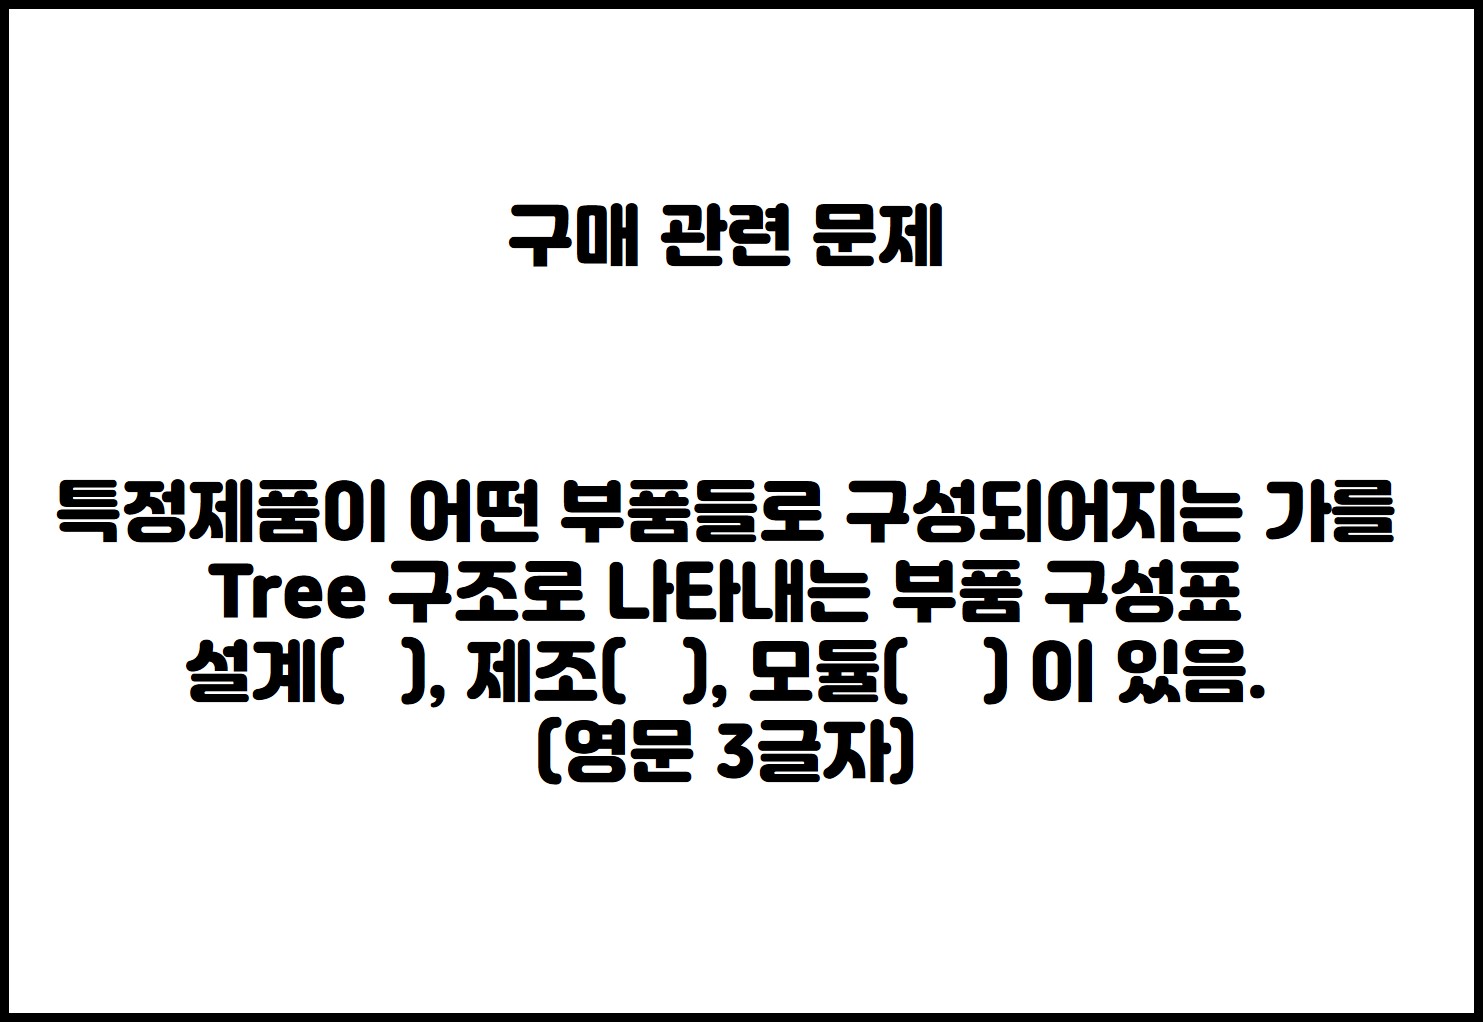 구매 관련 문제
특정제품이 어떤 부품들로 구성되어지는 가를
Tree 구조로 나타내는 부품 구성표
설계(   ), 제조(   ), 모듈(    ) 이 있음.
(영문 3글자)